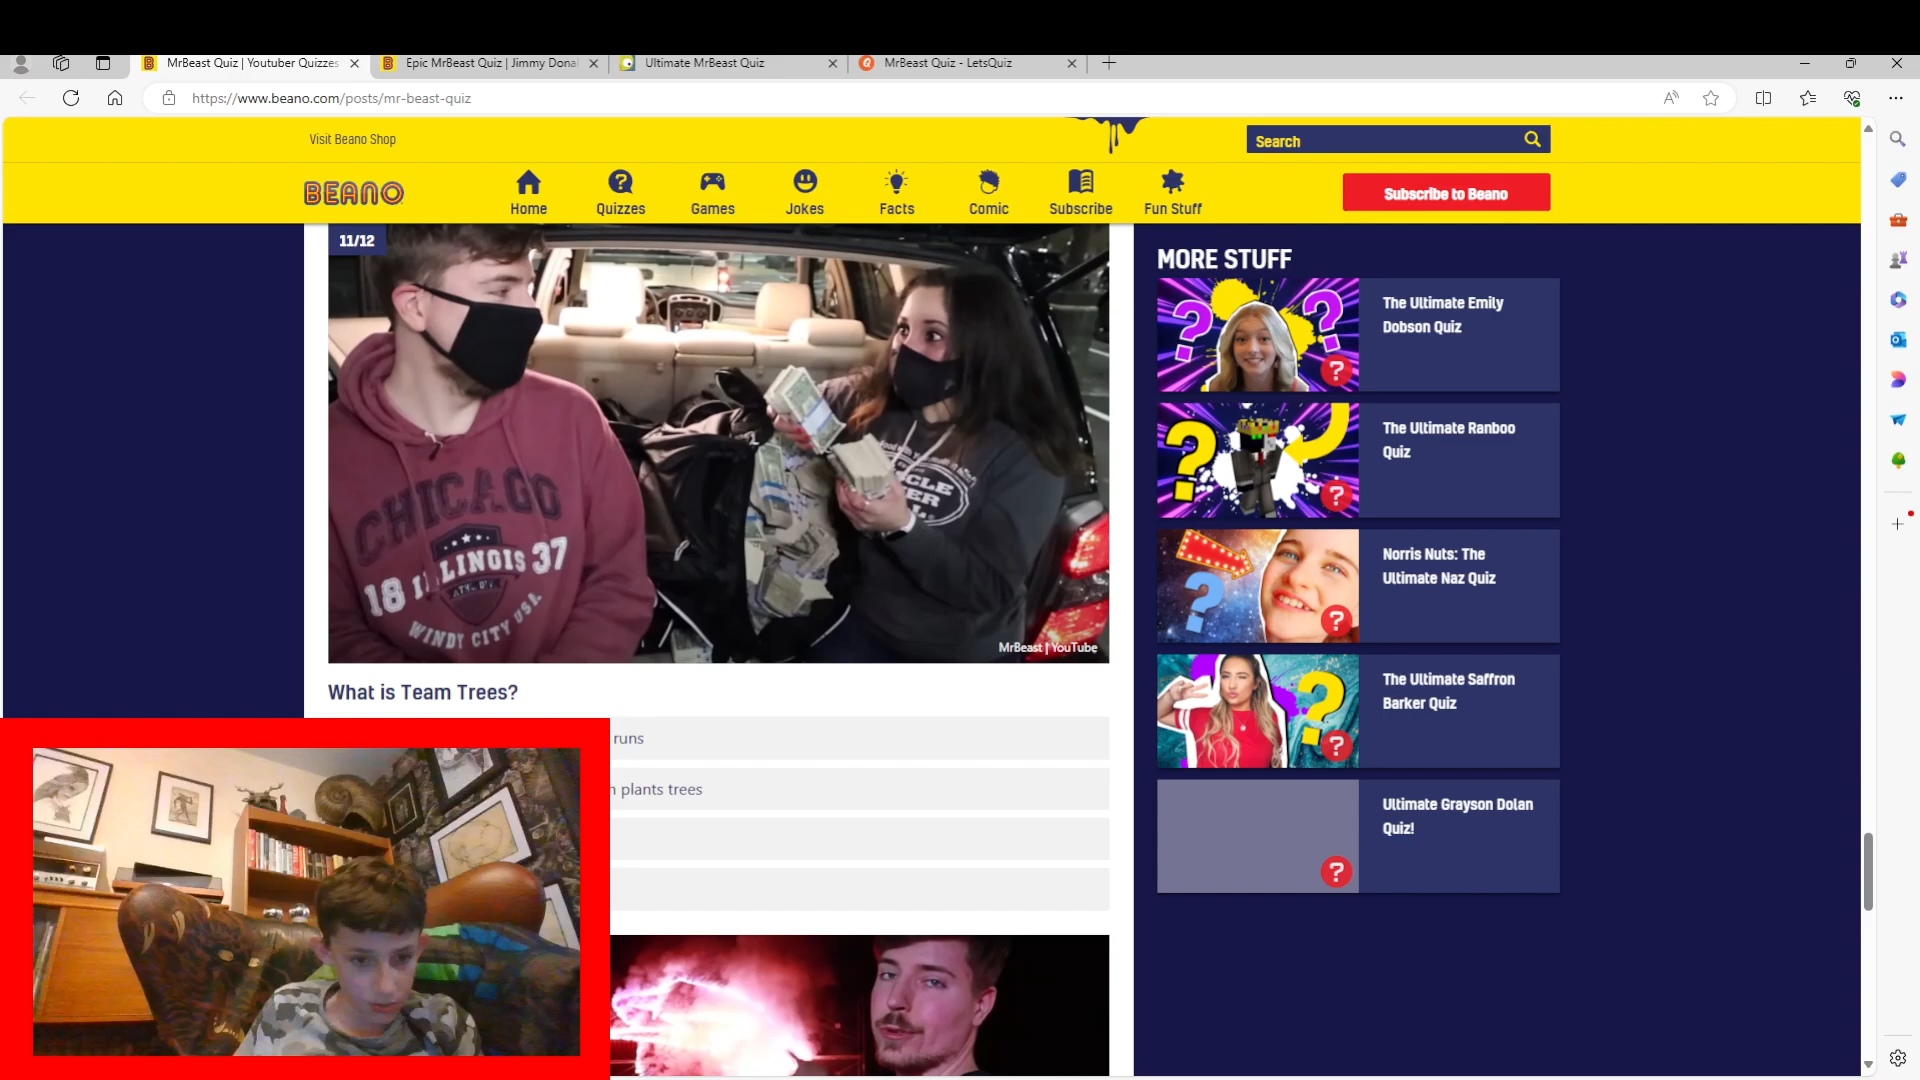 MrBeast Quiz | Youtuber Quizzes
Epic MrBeast Quiz | Jimmy Donal
Ultimate MrBeast Quiz
MrBeast Quiz - LetsQuiz
https://www.beano.com/posts/mr-beast-quiz
Visit Beano Shop
Search
BEANO
Home
Quizzes
Games
Jokes
Facts
Comic
Subscribe
Fun Stuff
Subscribe to Beano
11/12
CHICAGO
ILLINOIS 37
WINDY CITY USA
MrBeast | YouTube
What is Team Trees?
runs
plants trees
MORE STUFF
The Ultimate Emily
Dobson Quiz
The Ultimate Ranboo
Quiz
Norris Nuts: The
Ultimate Naz Quiz
The Ultimate Saffron
Barker Quiz
Ultimate Grayson Dolan
Quiz!